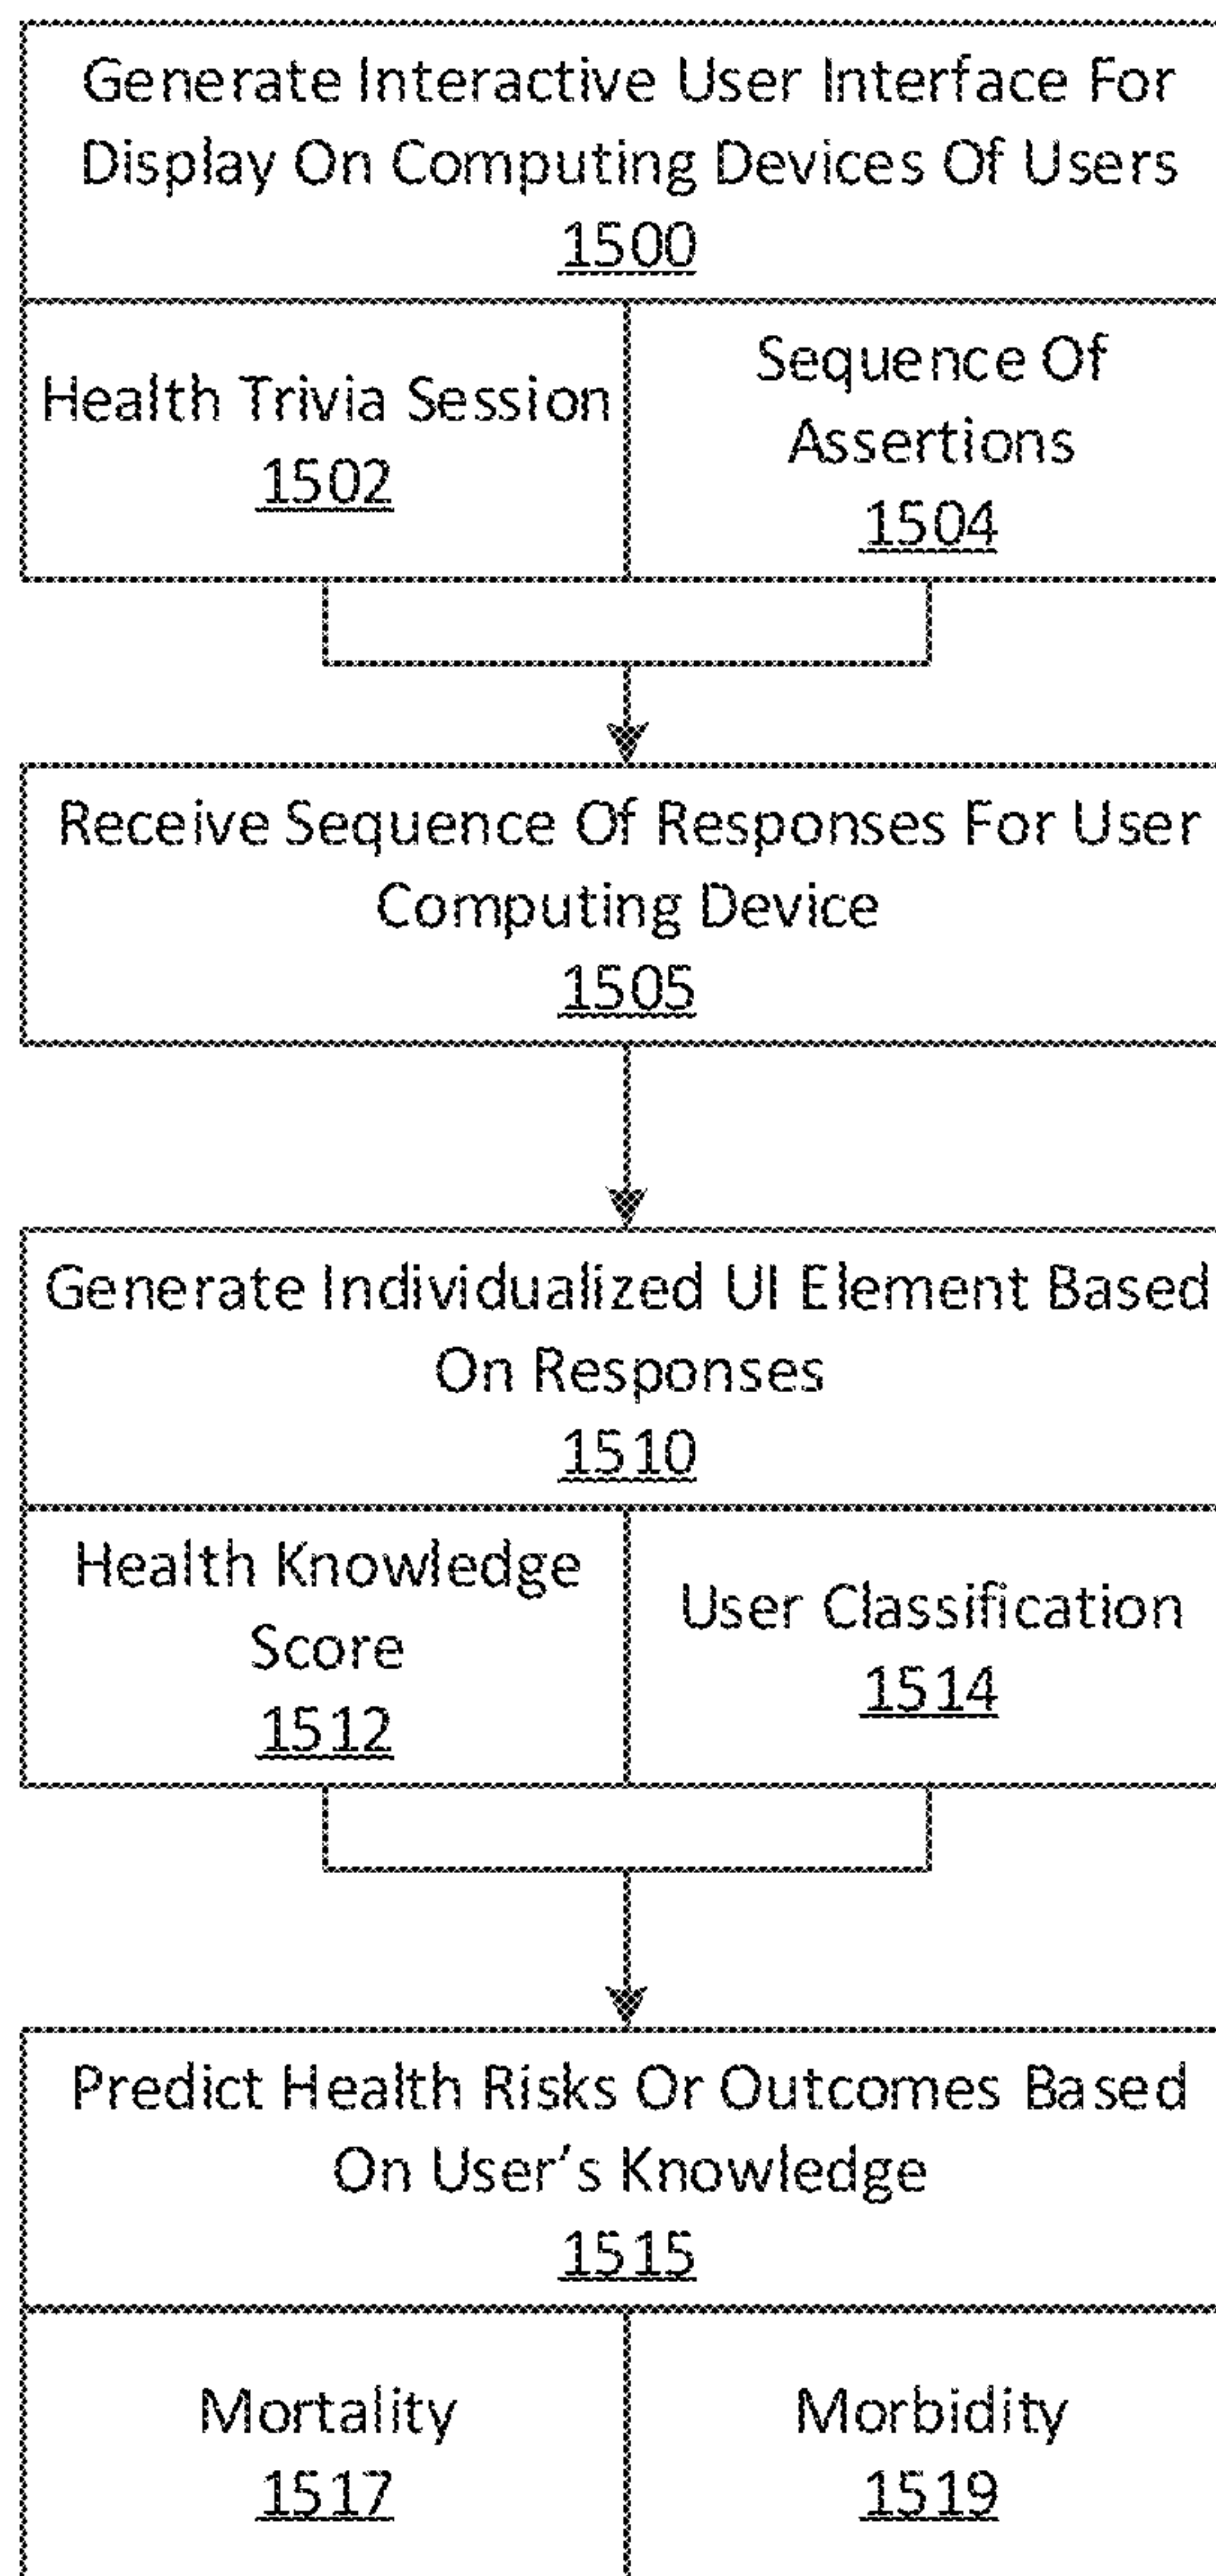 Generate Interactive User Interface For
Display On Computing Devices Of Users
1500
Health Trivia Session
1502
Sequence Of
Assertions
1504
Receive Sequence Of Responses For User
Computing Device
1505
Generate Individualized UI Element Based
On Responses
1510
Health Knowledge
Score
1512
User Classification
1514
Predict Health Risks Or Outcomes Based
On User's Knowledge
1515
Mortality
1517
Morbidity
1519